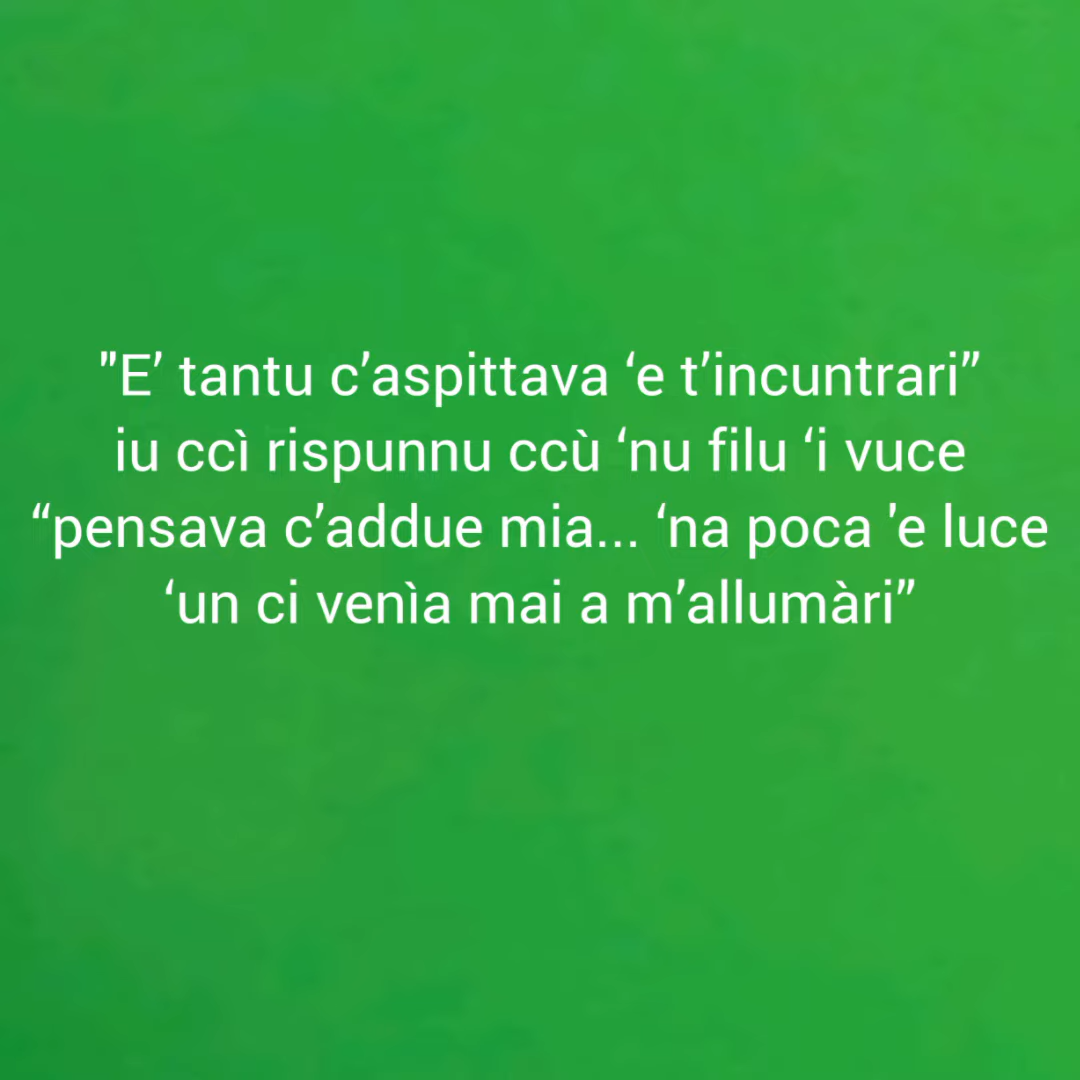 "E’ tantu c’aspittava ‘e t’incuntrari”
iu ccì rispunnu ccù ‘nu filu ‘i vuce
“pensava c’addue mia... ‘na poca 'e luce
‘un ci venìa mai a m’allumàri”